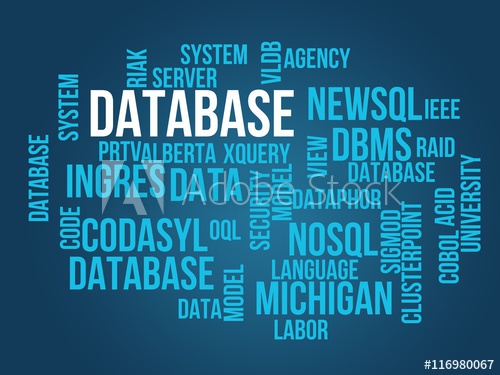 SYSTEM
VLDB
AGENCY
RIAK
SERVER
SYSTEM
DATABASE
NEWSQL
IEEE
PRTV
ALBERTA
XQUERY
VIEW
DBMS
RAID
DATABASE
DATABASE
INGRES
DATA
MODEL
DATAPHOR
UNIVERSITY
ACID
CODE
CODASYL
OQL
SECURITY
NOSQL
SIGMOD
CLUSTERPOINT
COBOL
DATABASE
LANGUAGE
DATA
MODEL
MICHIGAN
LABOR
Adobe Stock
#116980067